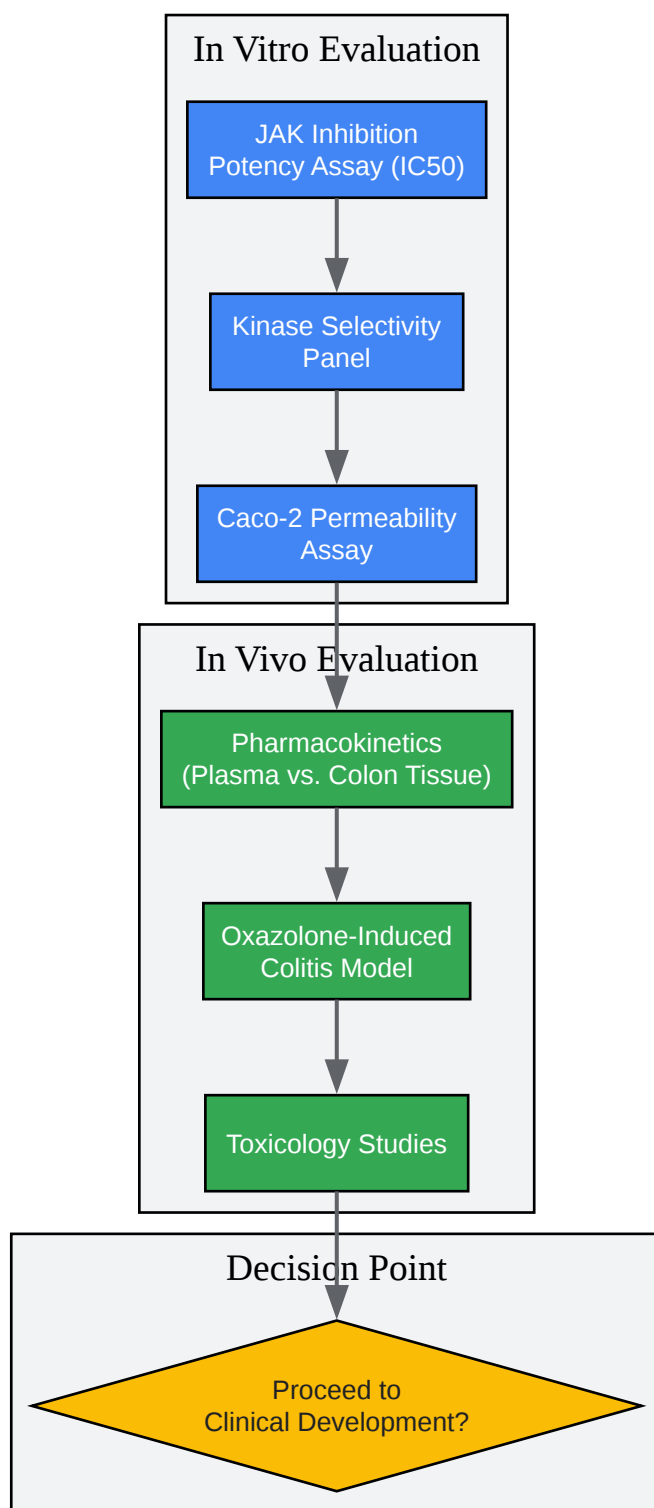 In Vitro Evaluation
JAK Inhibition
Potency Assay (IC50)
Kinase Selectivity
Panel
Caco-2 Permeability
Assay
In Vivo Evaluation
Pharmacokinetics
(Plasma vs. Colon Tissue)
Oxazolone-Induced
Colitis Model
Toxicology Studies
Decision Point
Proceed to
Clinical Development?